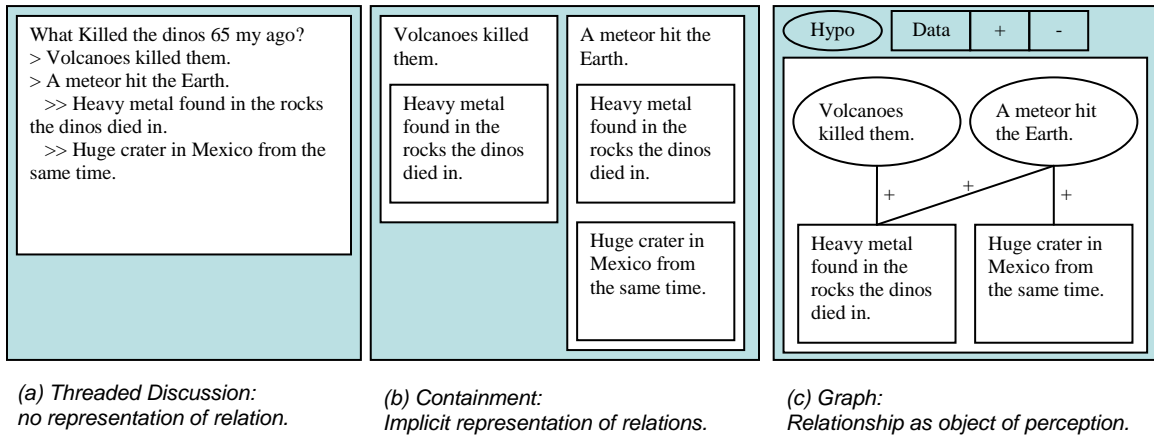 What Killed the dinos 65 my ago?
> Volcanoes killed them.
> A meteor hit the Earth.
>> Heavy metal found in the rocks
the dinos died in.
>> Huge crater in Mexico from the
same time.
(a) Threaded Discussion:
no representation of relation.
Volcanoes killed
them.
Heavy metal
found in the
rocks the dinos
died in.
A meteor hit the
Earth.
Heavy metal
found in the
rocks the dinos
died in.
Huge crater in
Mexico from
the same time.
(b) Containment:
Implicit representation of relations.
Hypo
Data
+
-
Volcanoes
killed them.
A meteor hit
the Earth.
+
+
+
Heavy metal
found in the
rocks the dinos
died in.
Huge crater in
Mexico from
the same time.
(c) Graph:
Relationship as object of perception.